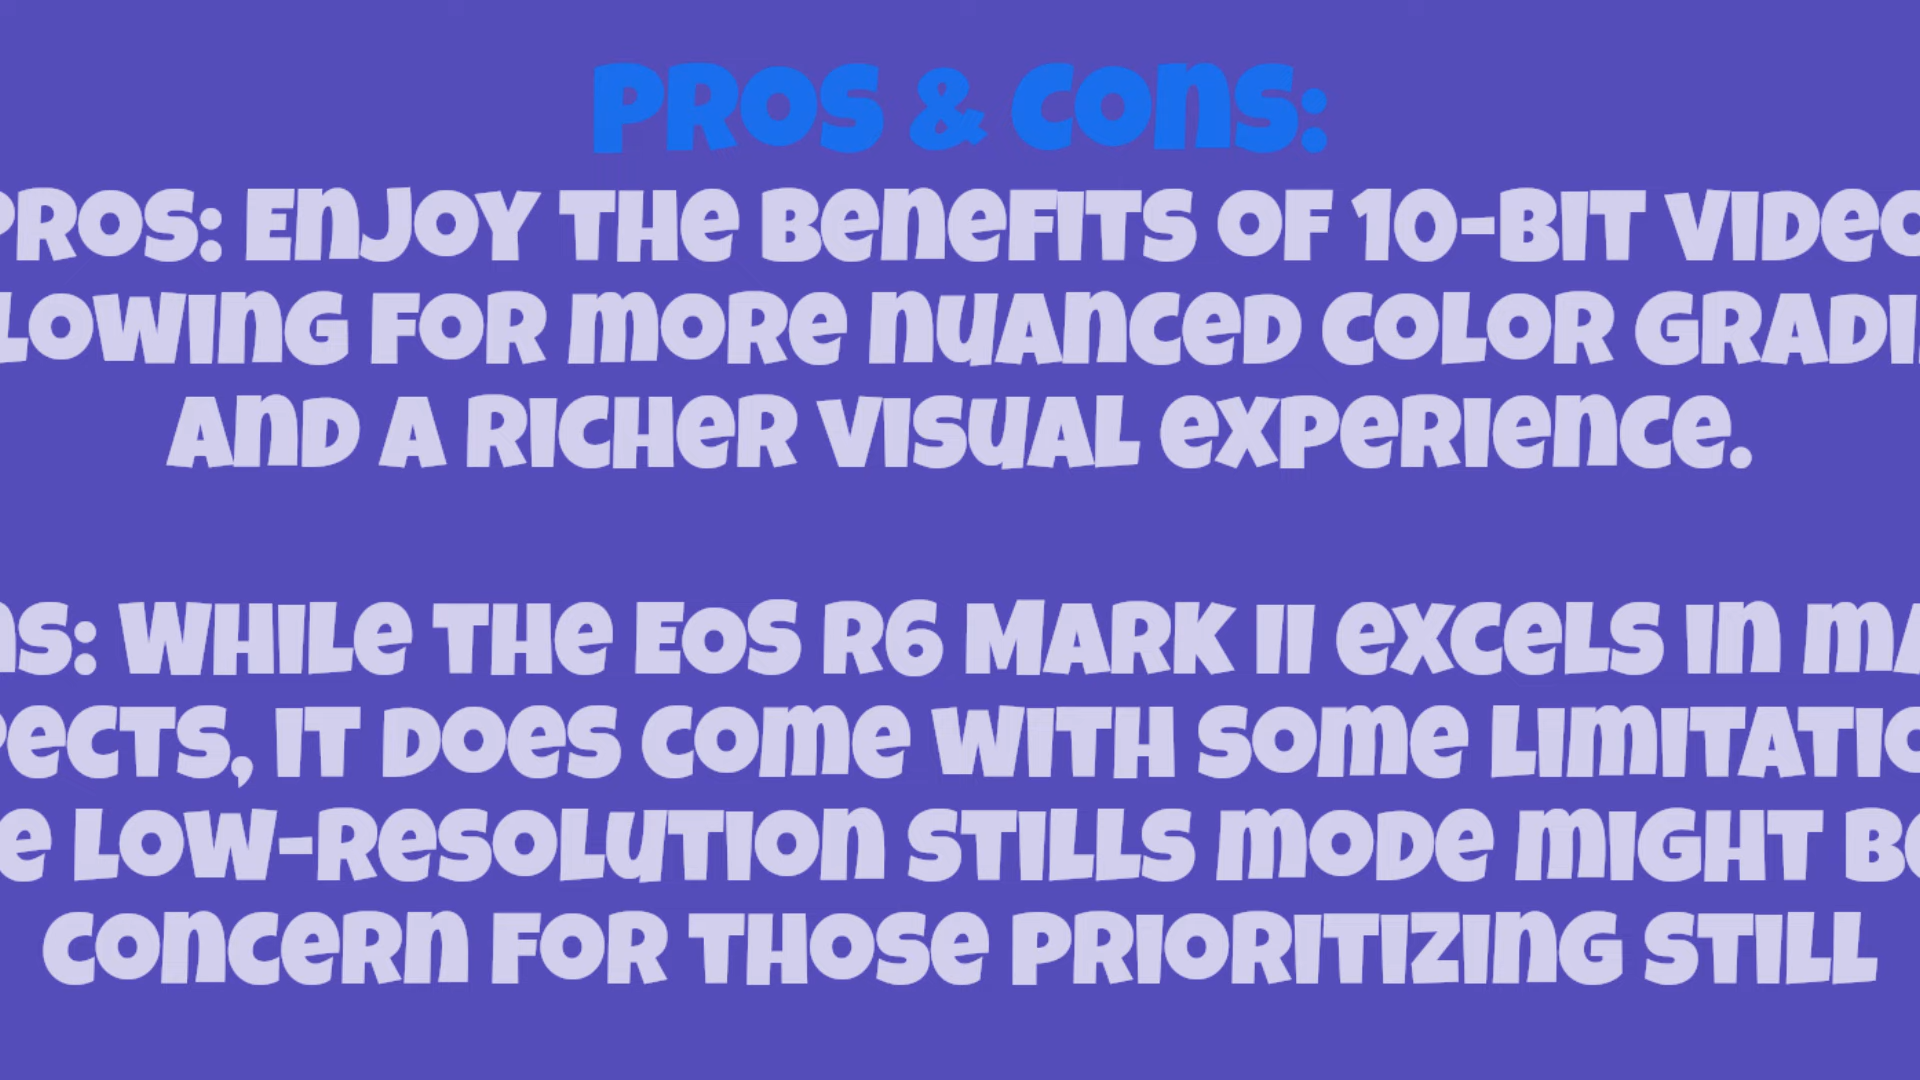 PROS & CONS:
PROS: ENJOY THE BENEFITS OF 10-BIT VIDEO
LOWING FOR MORE NUANCED COLOR GRADI
AND A RICHER VISUAL EXPERIENCE.
NS: WHILE THE EOS R6 MARK II EXCELS IN MA
PECTS, IT DOES COME WITH SOME LIMITATIO
E LOW-RESOLUTION STILLS MODE MIGHT BE
CONCERN FOR THOSE PRIORITIZING STILL